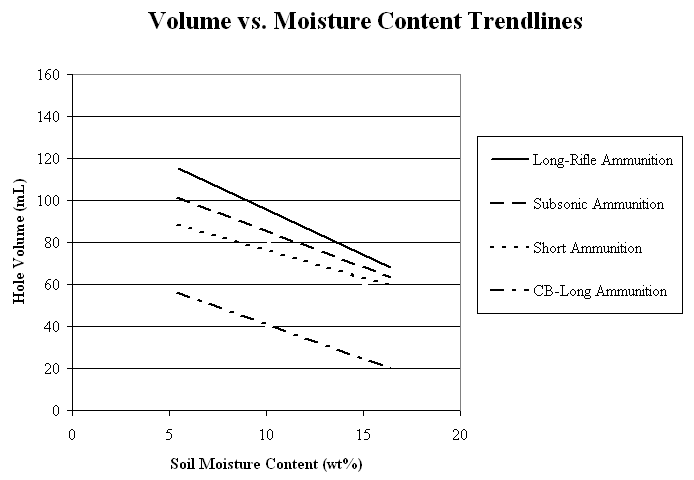 Volume vs. Moisture Content Trendlines
160
140
120
100
80
60
40
20
0
Hole Volume (mL)
0 5 10 15 20
Soil Moisture Content (wt%)
Long-Rifle Ammunition
Subsonic Ammunition
Short Ammunition
CB-Long Ammunition